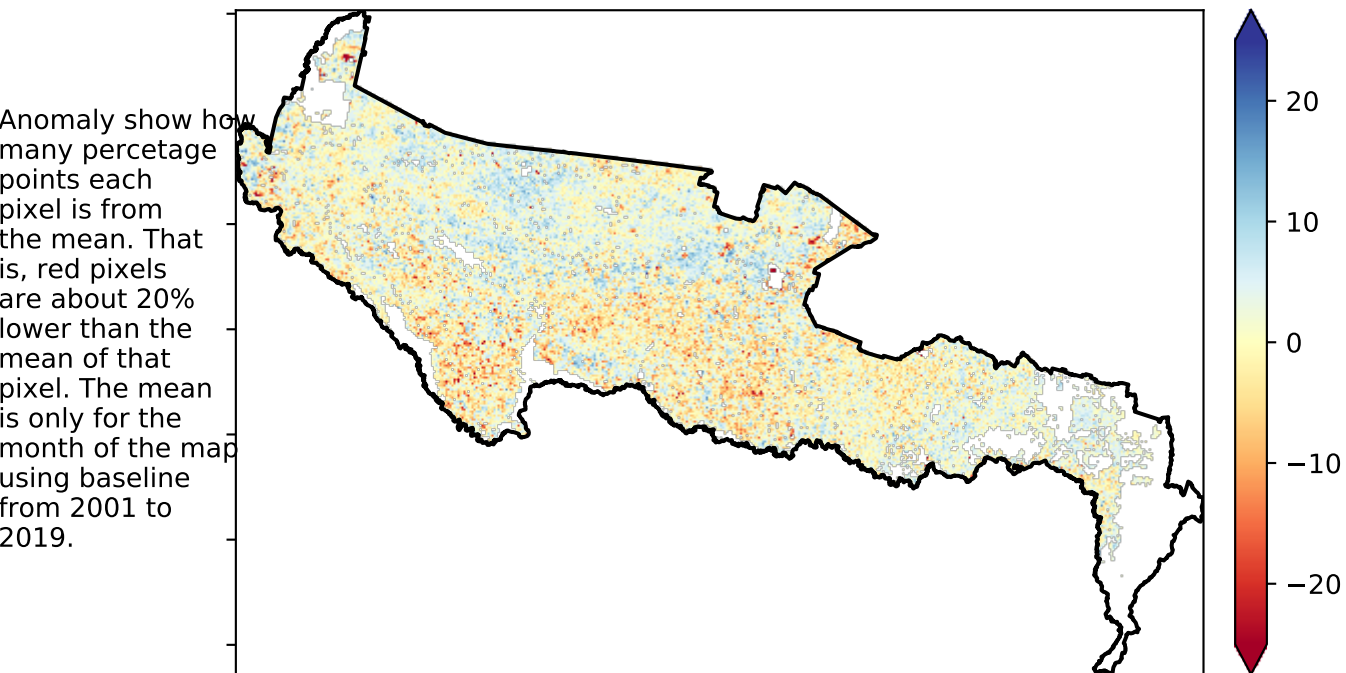 Anomaly show how
many percetage
points each
pixel is from
the mean. That
is, red pixels
are about 20%
lower than the
mean of that
pixel. The mean
is only for the
month of the map
using baseline
from 2001 to
2019.
20
10
0
−10
−20